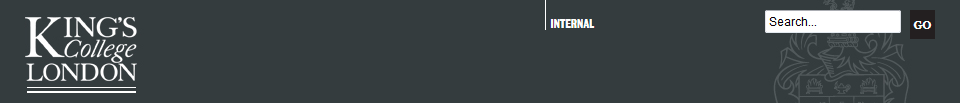 KING'S
College
LONDON
INTERNAL
Search...
GO